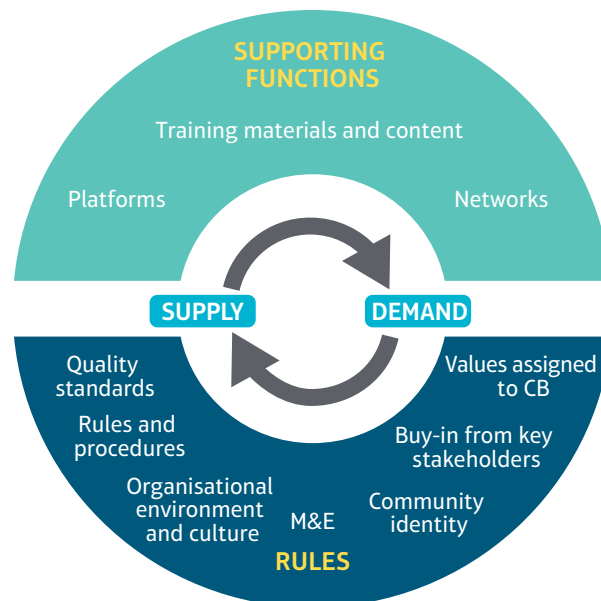 SUPPORTING
FUNCTIONS
Training materials and content
Platforms
Networks
SUPPLY
DEMAND
Quality
standards
Values assigned
to CB
Rules and
procedures
Buy-in from key
stakeholders
Organisational
environment
and culture
M&E
Community
identity
RULES